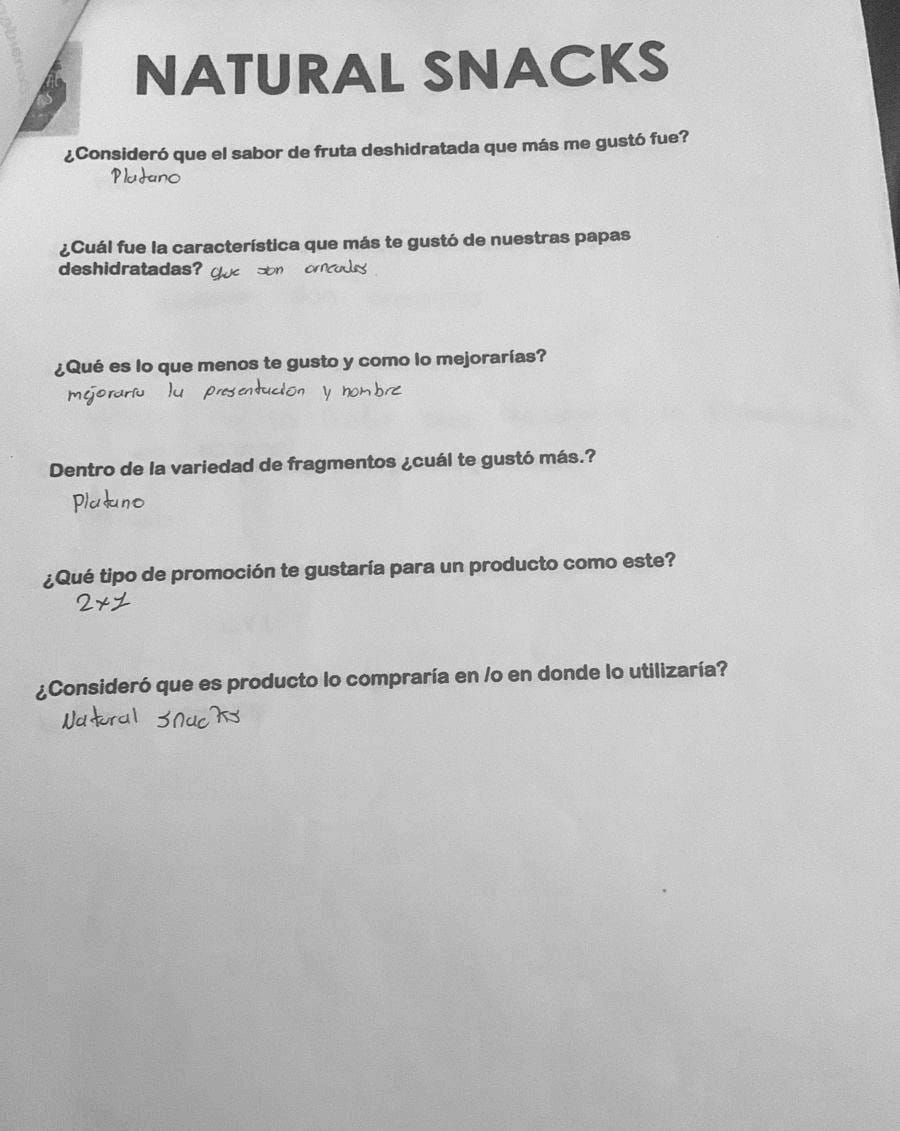 NATURAL SNACKS
¿Consideró que el sabor de fruta deshidratada que más me gustó fue?
Platano
¿Cuál fue la característica que más te gustó de nuestras papas
deshidratadas? que son
¿Qué es lo que menos te gusto y como lo mejorarías?
mejoraria la presentación y nombre
Dentro de la variedad de fragmentos ¿cuál te gustó más.?
Platano
¿Qué tipo de promoción te gustaría para un producto como este?
2x1
¿Consideró que es producto lo compraría en /o en donde lo utilizaría?
Natural snacks